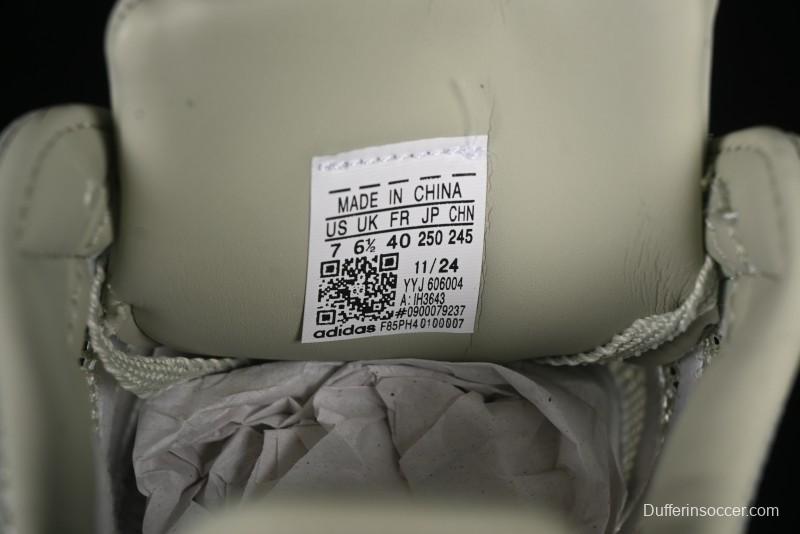 MADE IN CHINA
US UK FR JP CHN
7 6½ 40 250 245
11/24
YYJ 606004
A: IH3643
#0900079237
adidas F85PH40100007
Dufferinsoccer.com